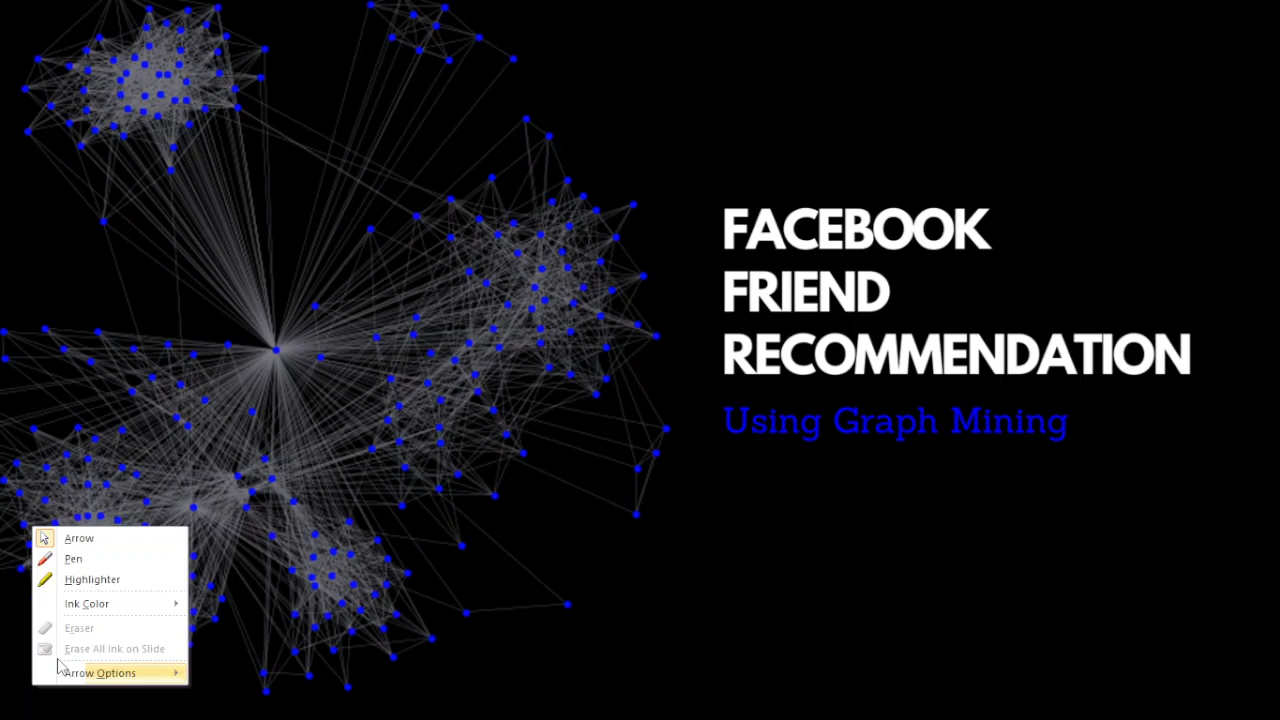 FACEBOOK
FRIEND
RECOMMENDATION
Using Graph Mining
Arrow
Pen
Highlighter
Ink Color
Eraser
Erase All Ink on Slide
Arrow Options